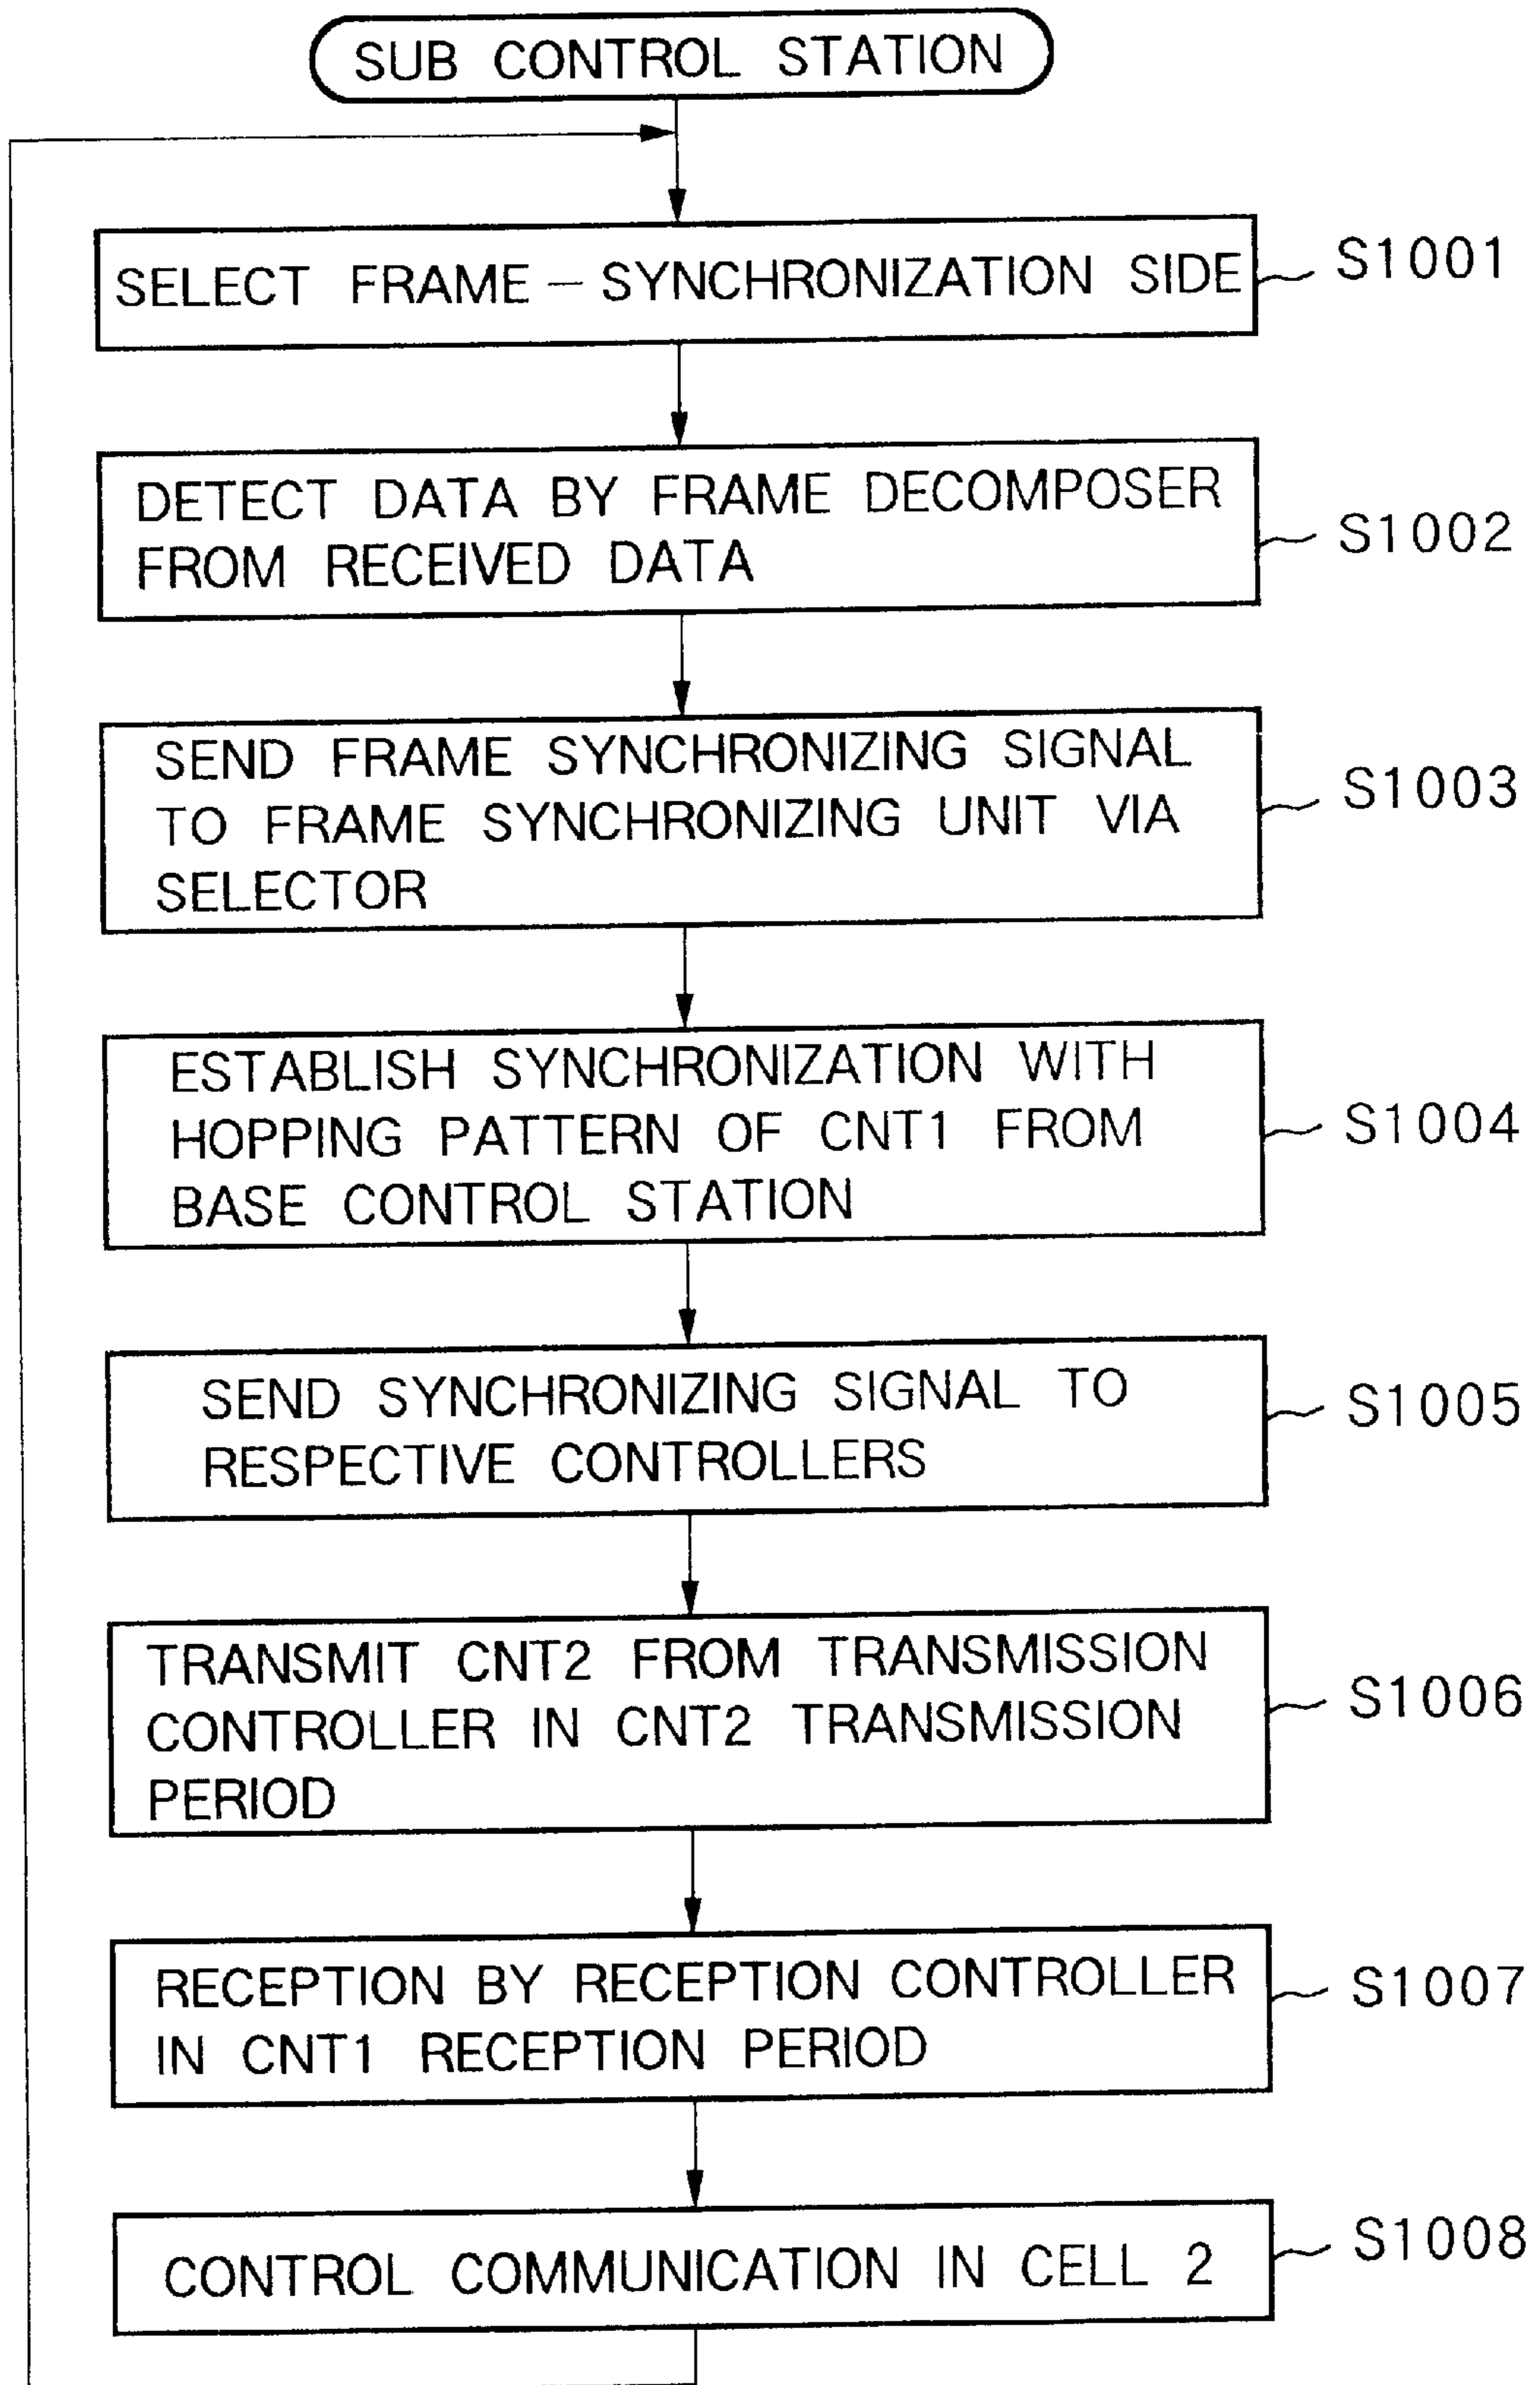 SUB CONTROL STATION
SELECT FRAME – SYNCHRONIZATION SIDE
S1001
DETECT DATA BY FRAME DECOMPOSER
FROM RECEIVED DATA
S1002
SEND FRAME SYNCHRONIZING SIGNAL
TO FRAME SYNCHRONIZING UNIT VIA
SELECTOR
S1003
ESTABLISH SYNCHRONIZATION WITH
HOPPING PATTERN OF CNT1 FROM
BASE CONTROL STATION
S1004
SEND SYNCHRONIZING SIGNAL TO
RESPECTIVE CONTROLLERS
S1005
TRANSMIT CNT2 FROM TRANSMISSION
CONTROLLER IN CNT2 TRANSMISSION
PERIOD
S1006
RECEPTION BY RECEPTION CONTROLLER
IN CNT1 RECEPTION PERIOD
S1007
CONTROL COMMUNICATION IN CELL 2
S1008